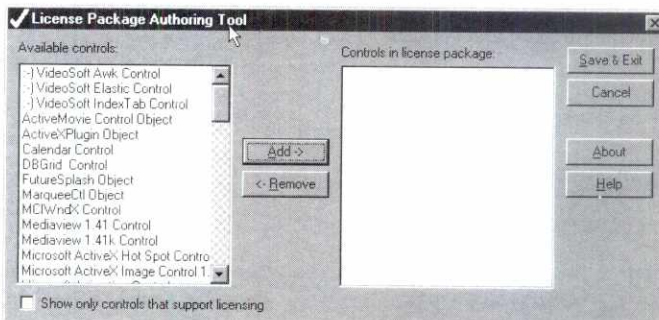 License Package Authoring Tool
Available controls:
:-) VideoSoft Awk Control
:-) VideoSoft Elastic Control
:-) VideoSoft IndexTab Control
ActiveMovie Control Object
ActiveXPlugin Object
Calendar Control
DBGrid Control
FutureSplash Object
MarqueeCtl Object
MCIWndX Control
Mediaview 1.41 Control
Mediaview 1.41k Control
Microsoft ActiveX Hot Spot Contro
Microsoft ActiveX Image Control 1.
Show only controls that support licensing
Add ->
<- Remove
Controls in license package:
Save & Exit
Cancel
About
Help